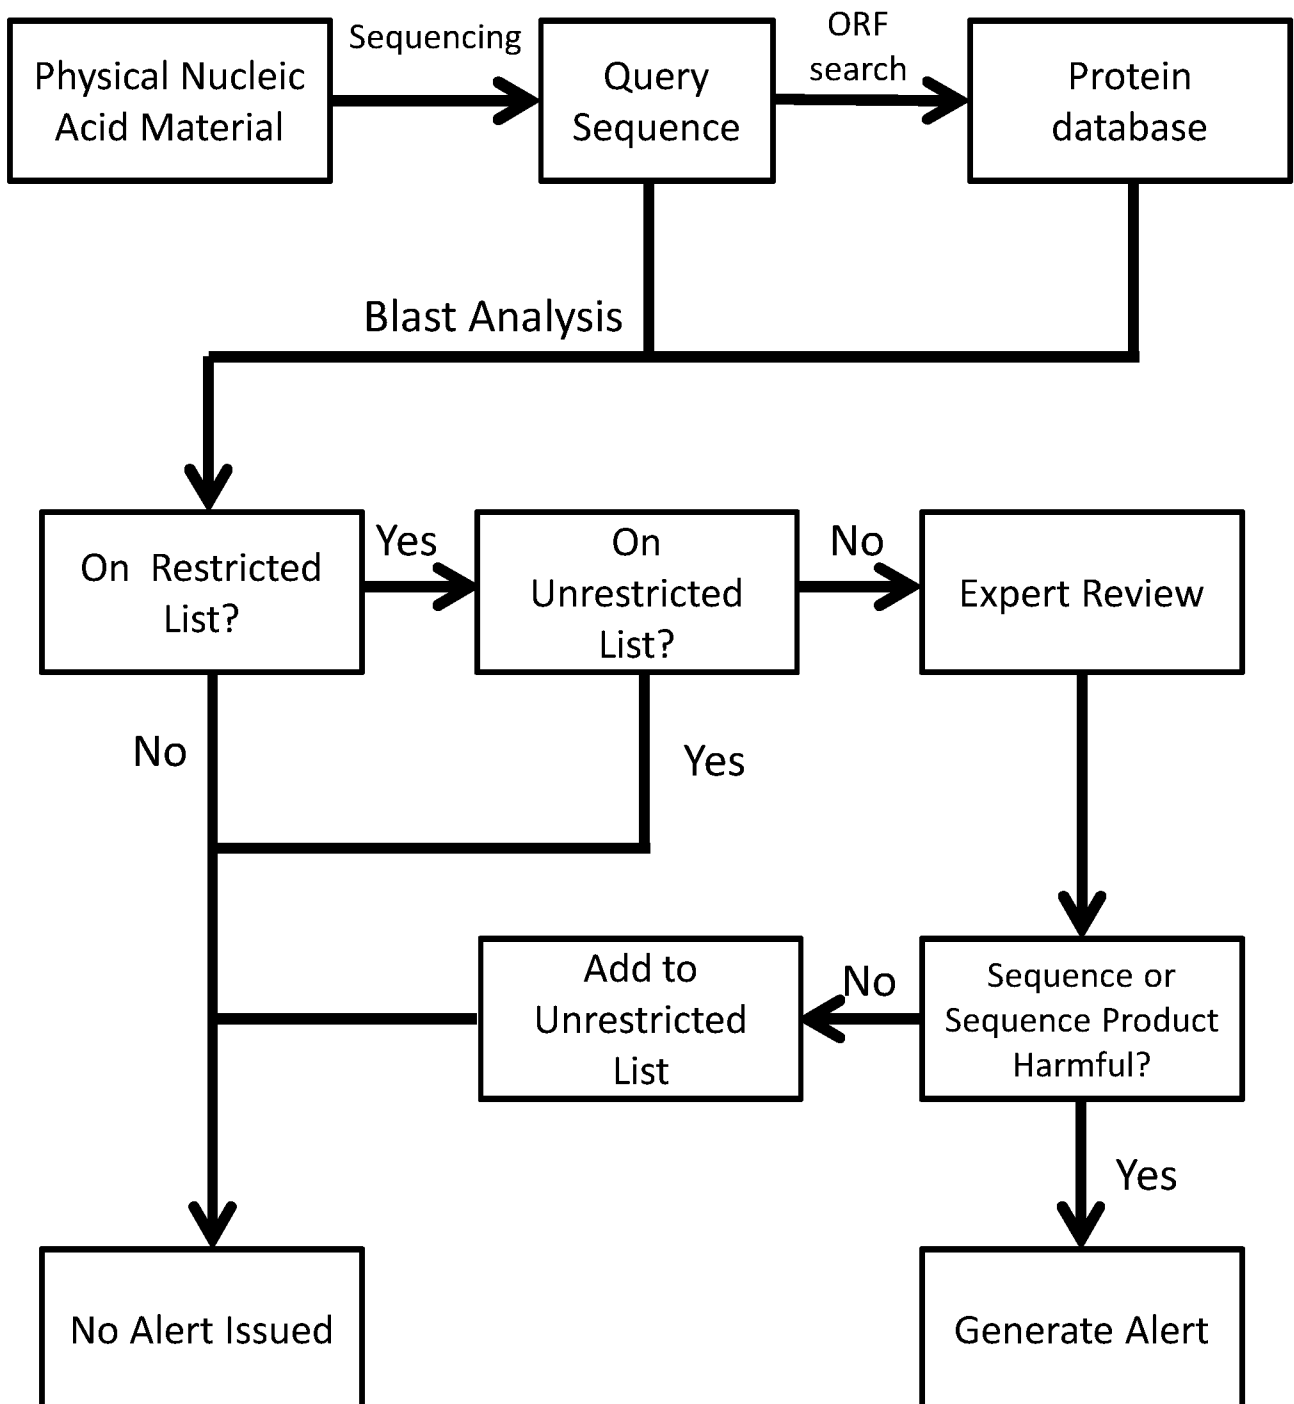 Physical Nucleic
Acid Material
Sequencing
Query
Sequence
ORF
search
Protein
database
Blast Analysis
On Restricted
List?
Yes
On
Unrestricted
List?
No
Expert Review
No
Yes
Add to
Unrestricted
List
No
Sequence or
Sequence Product
Harmful?
Yes
No Alert Issued
Generate Alert